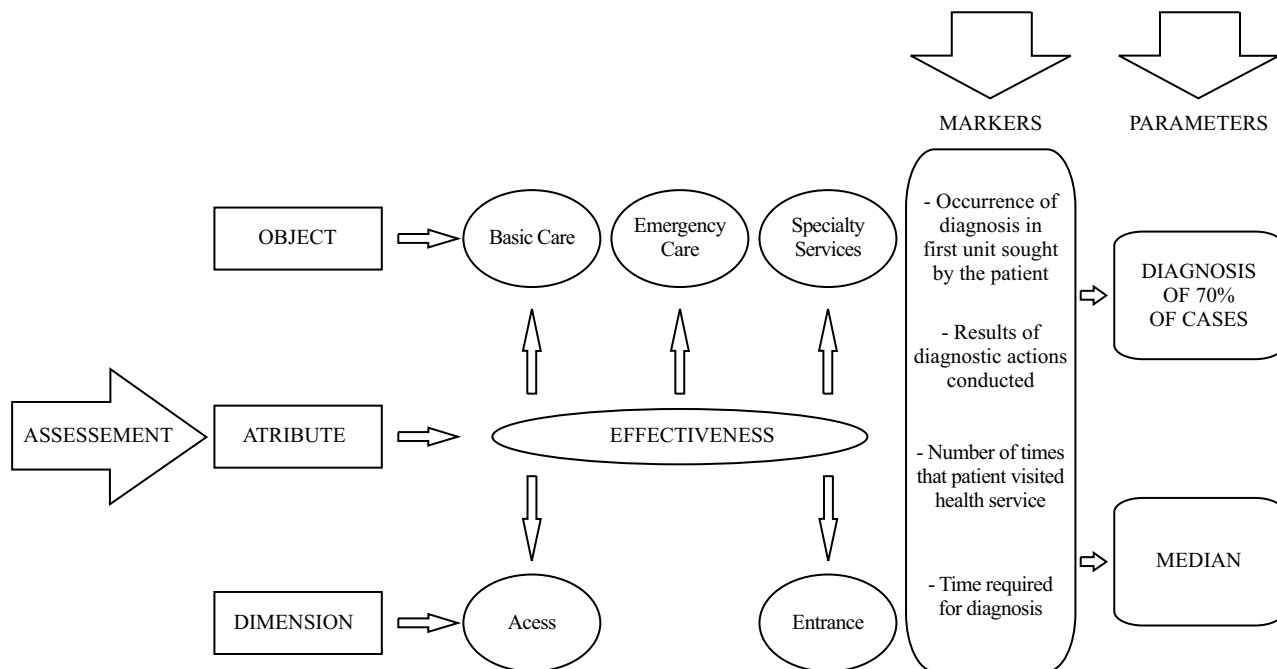 MARKERS
PARAMETERS
OBJECT
Basic Care
Emergency
Care
Specialty
Services
- Occurrence of
diagnosis in
first unit sought
by the patient
- Results of
diagnostic actions
conducted
- Number of times
that patient visited
health service
- Time required
for diagnosis
DIAGNOSIS
OF 70%
OF CASES
ASSESSEMENT
ATRIBUTE
EFFECTIVENESS
MEDIAN
DIMENSION
Acess
Entrance